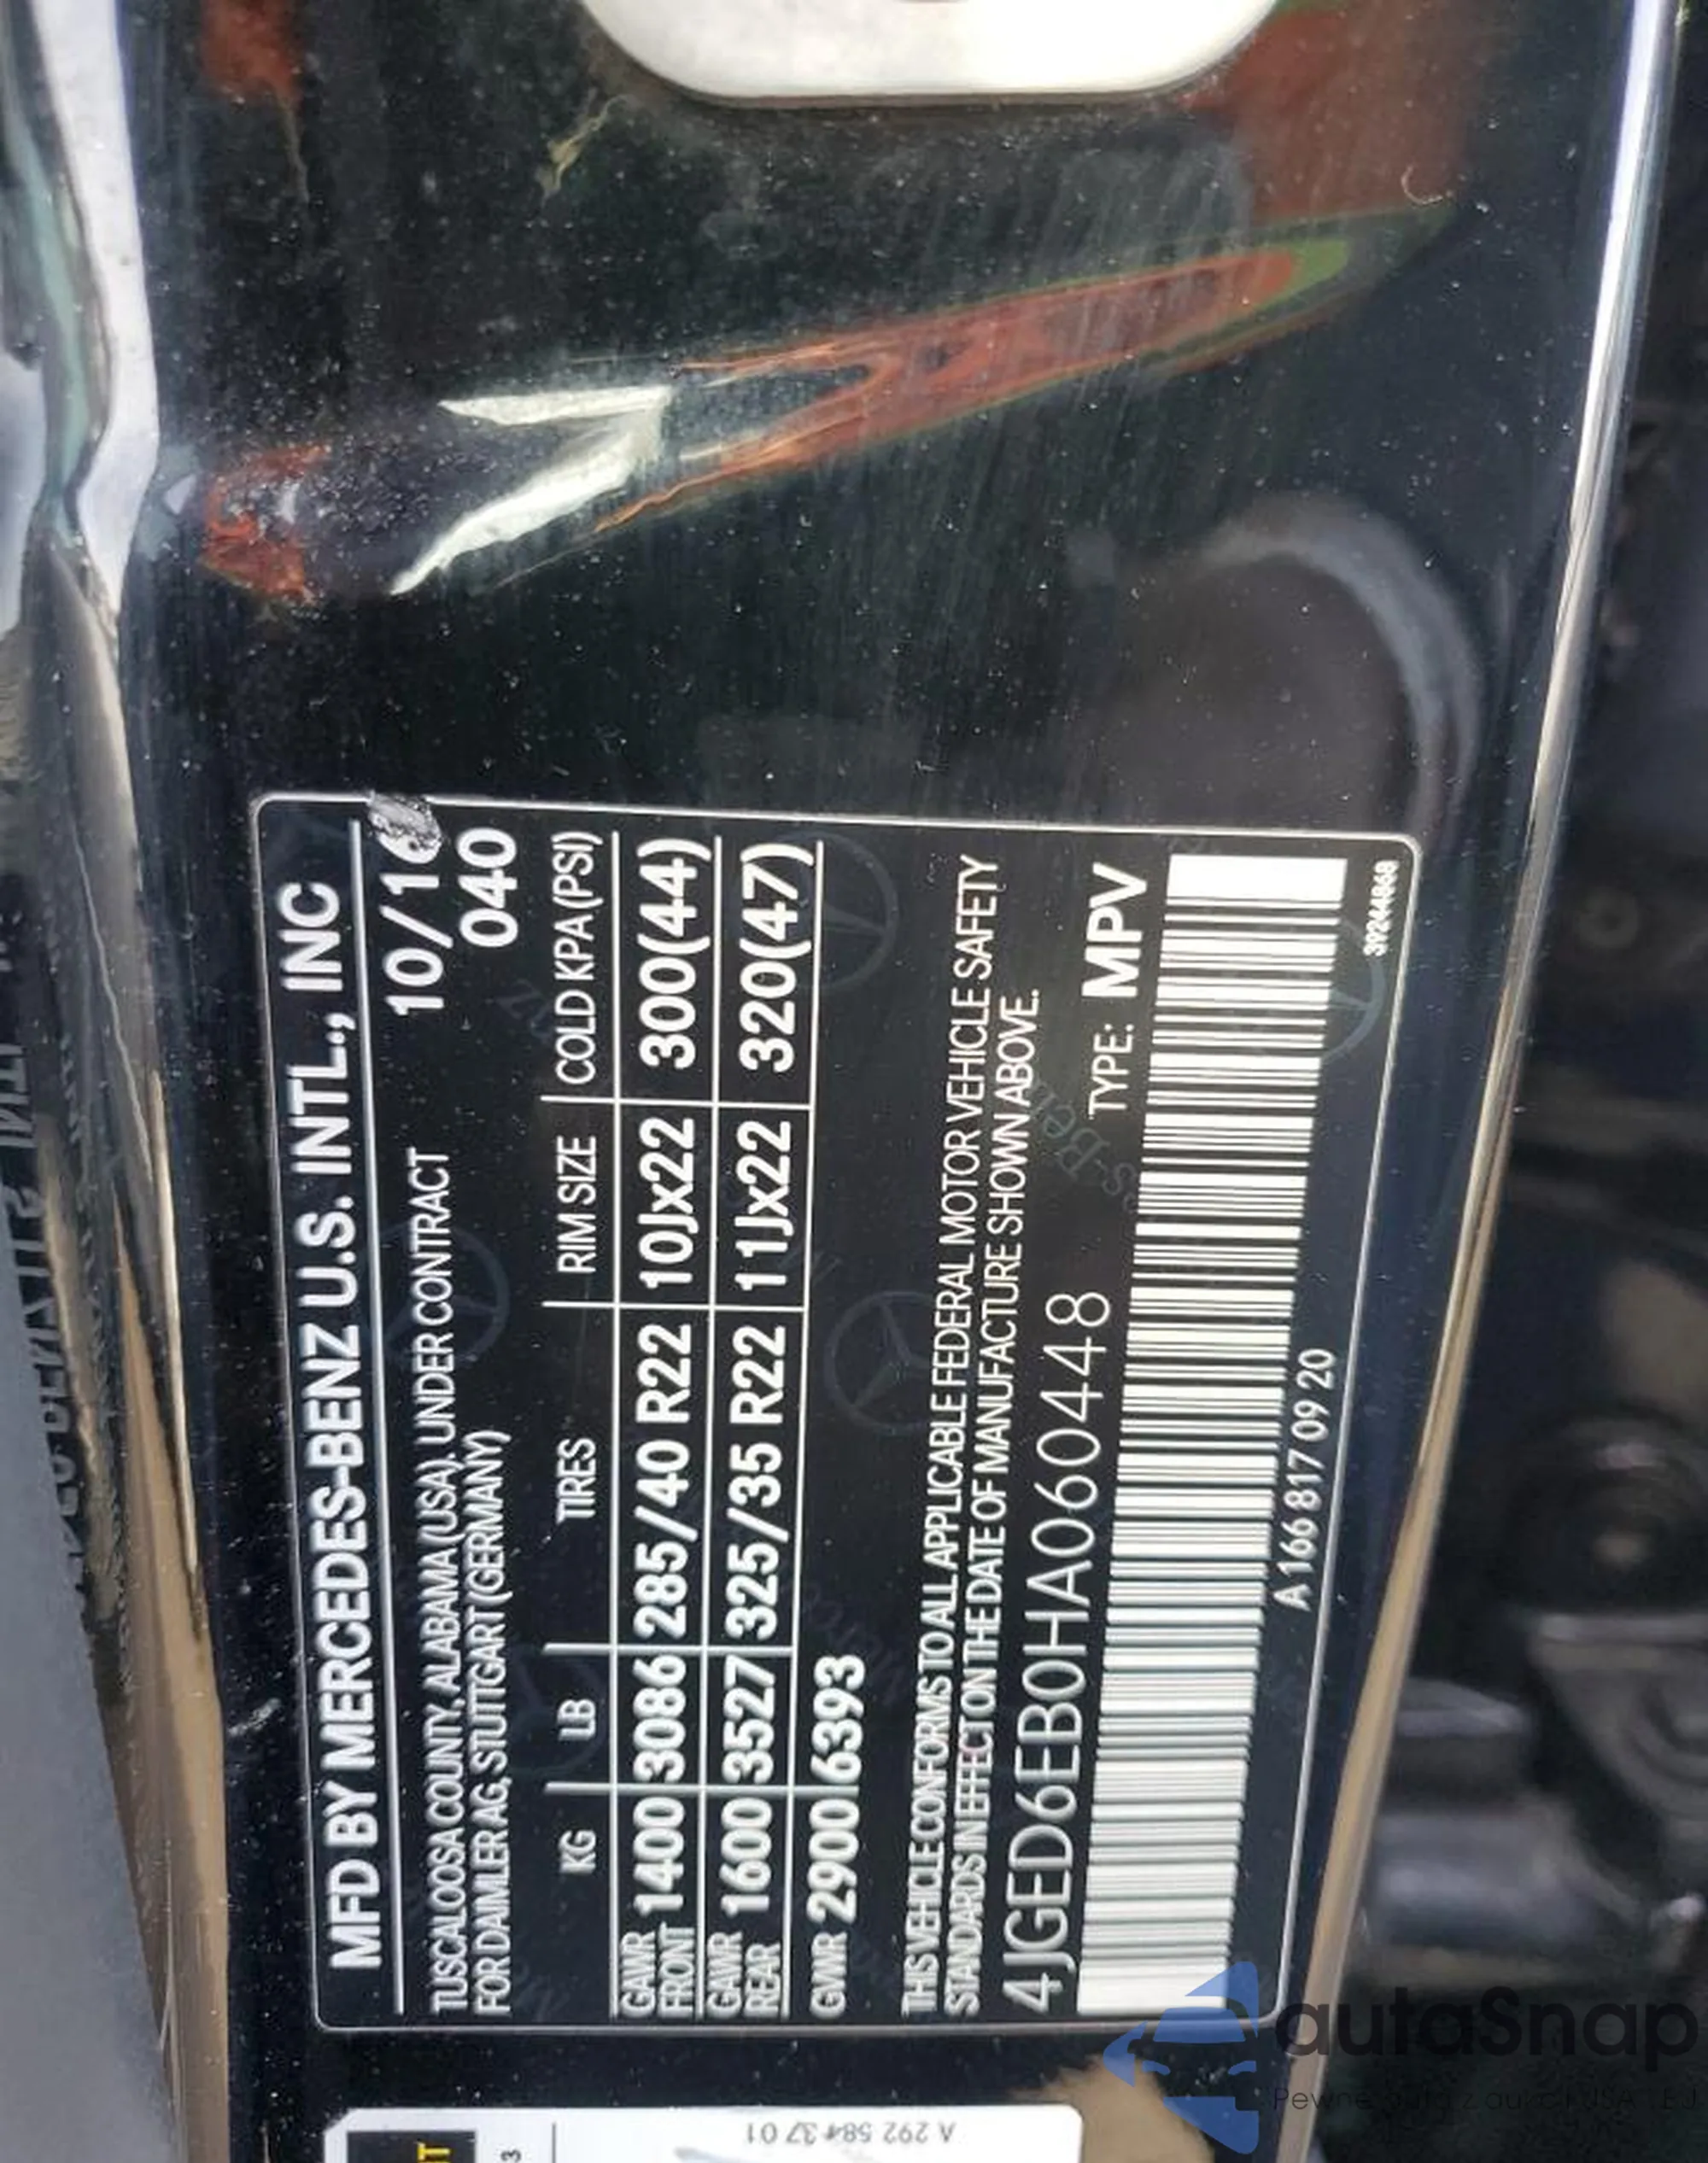 MFD BY MERCEDES-BENZ U.S. INTL., INC
10/16
TUSCALOOSA COUNTY, ALABAMA (USA), UNDER CONTRACT
FOR DAIMLER AG, STUTTGART (GERMANY)
040
KG LB TIRES RIM SIZE COLD KPA(PSI)
GAWR FRONT 1400 3086 285/40 R22 10Jx22 300(44)
GAWR REAR 1600 3527 325/35 R22 11Jx22 320(47)
GVWR 2900 6393
THIS VEHICLE CONFORMS TO ALL APPLICABLE FEDERAL MOTOR VEHICLE SAFETY
STANDARDS IN EFFECT ON THE DATE OF MANUFACTURE SHOWN ABOVE.
4JGED6EB0HA060448 TYPE: MPV
A 166 817 09 20
39244868
A 292 584 37 01
autaSnap